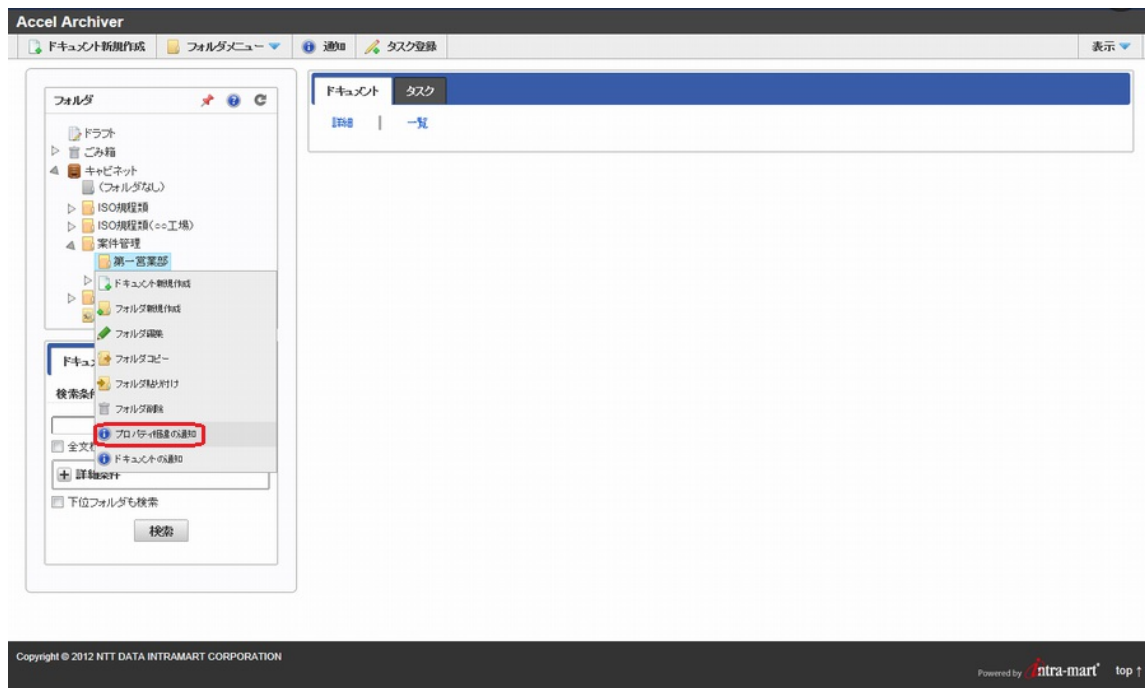 Accel Archiver
ドキュメント新規作成 フォルダメニュー 通知 タスク登録 表示
フォルダ
ドラフト
ごみ箱
キャビネット
(フォルダなし)
ISO規程類
ISO規程類(○○工場)
案件管理
第一営業部
ドキュメント新規作成
フォルダ新規作成
フォルダ編集
フォルダコピー
フォルダ貼り付け
フォルダ削除
プロパティ伝達の通知
ドキュメントの通知
ドキュ
検索条
全文
詳細条件
下位フォルダも検索
検索
ドキュメント タスク
詳細 | 一覧
Copyright © 2012 NTT DATA INTRAMART CORPORATION
Powered by intra-mart top ↑